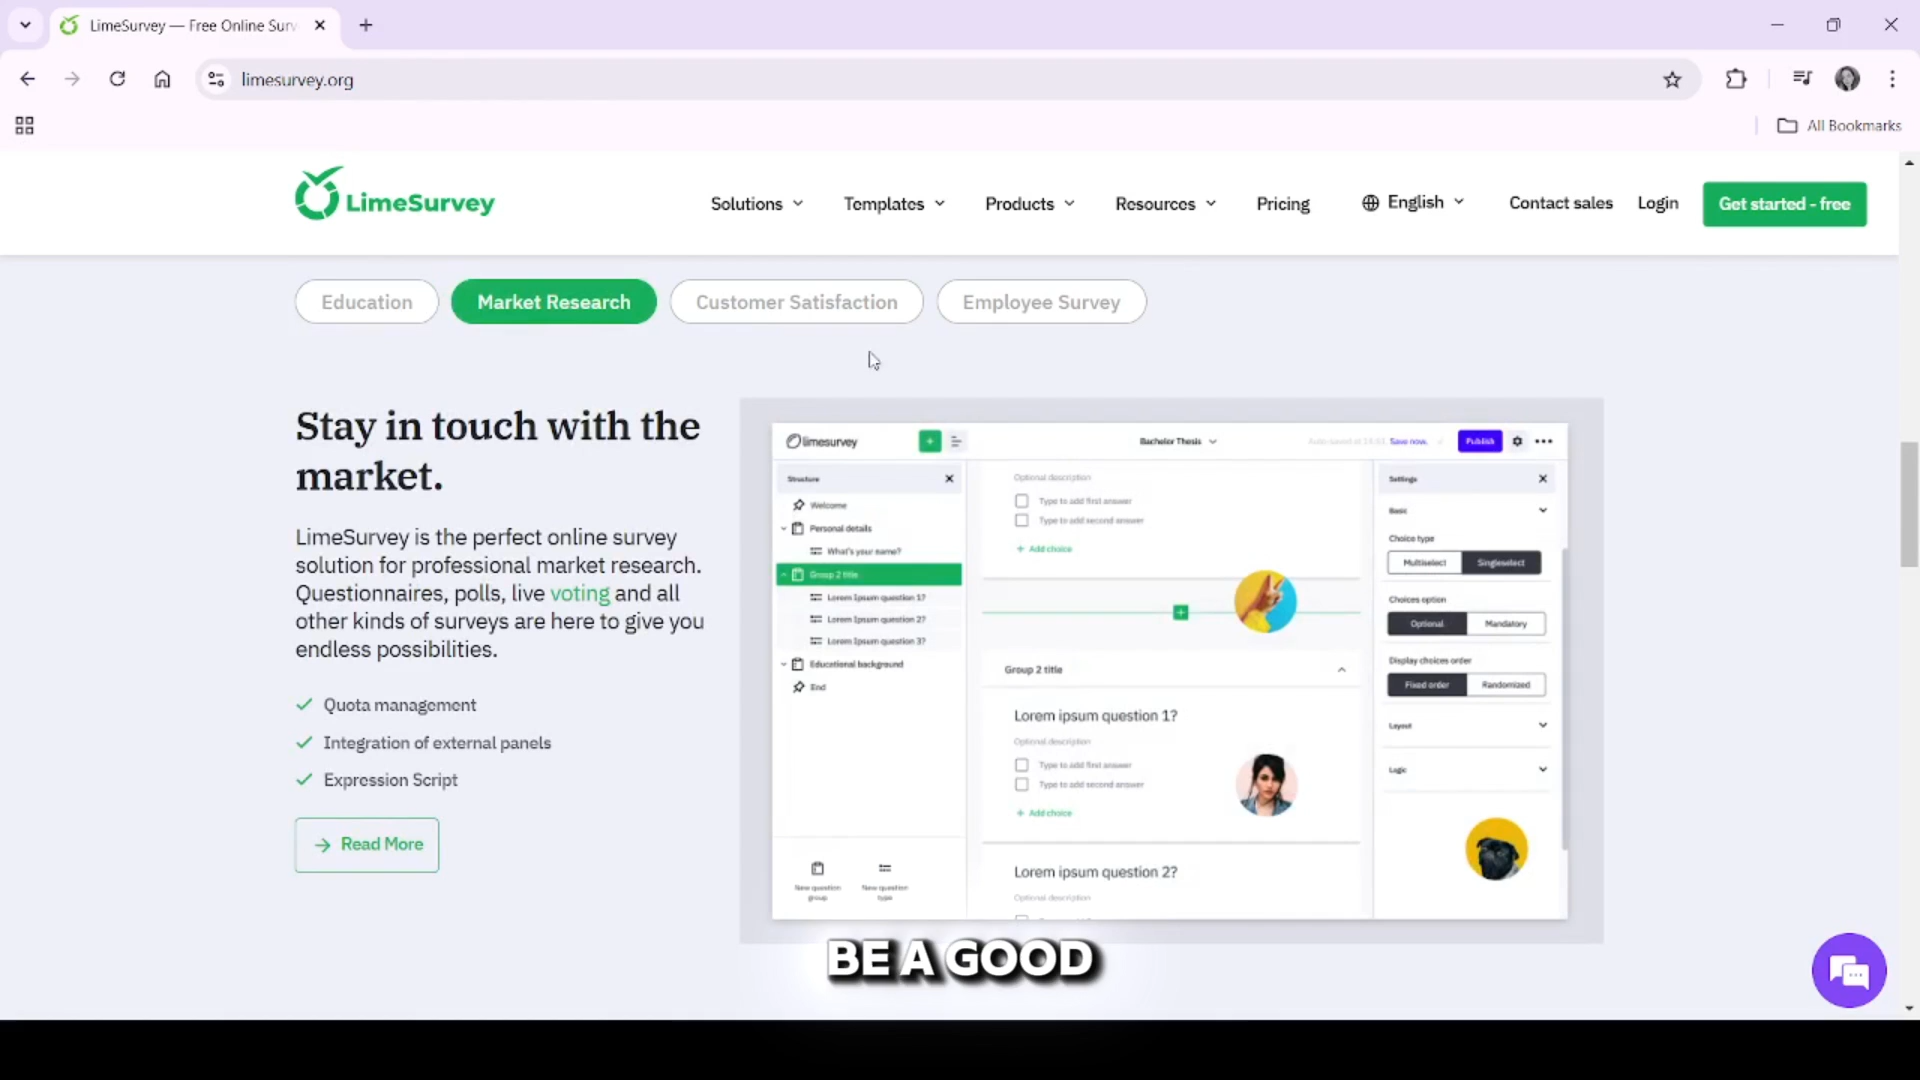 LimeSurvey — Free Online Surv
limesurvey.org
All Bookmarks
LimeSurvey
Solutions
Templates
Products
Resources
Pricing
English
Contact sales
Login
Get started - free
Education
Market Research
Customer Satisfaction
Employee Survey
Stay in touch with the
market.
LimeSurvey is the perfect online survey
solution for professional market research.
Questionnaires, polls, live voting and all
other kinds of surveys are here to give you
endless possibilities.
Quota management
Integration of external panels
Expression Script
Read More
limesurvey
Bachelor Thesis
Save now.
Publish
Structure
Welcome
Personal details
What's your name?
Group 2 title
Lorem Ipsum question 1?
Lorem Ipsum question 2?
Lorem Ipsum question 3?
Educational background
End
New question
group
New question
type
Optional description
Type to add first answer
Type to add second answer
+ Add choice
Group 2 title
Lorem ipsum question 1?
Optional description
Type to add first answer
Type to add second answer
+ Add choice
Lorem ipsum question 2?
Optional description
Settings
Basic
Choice type
Multiselect
Singleselect
Choices option
Optional
Mandatory
Display choices order
Fixed order
Randomized
Layout
Logic
BE A GOOD